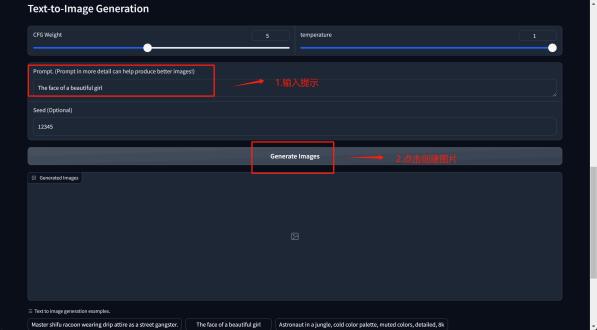 Text-to-Image Generation
CFG Weight
5
temperature
1
Prompt. (Prompt in more detail can help produce better images!)
The face of a beautiful girl
1.输入提示
Seed (Optional)
12345
Generate Images
2.点击创建图片
Generated Images
Text to image generation examples.
Master shifu racoon wearing drip attire as a street gangster.
The face of a beautiful girl
Astronaut in a jungle, cold color palette, muted colors, detailed, 8k